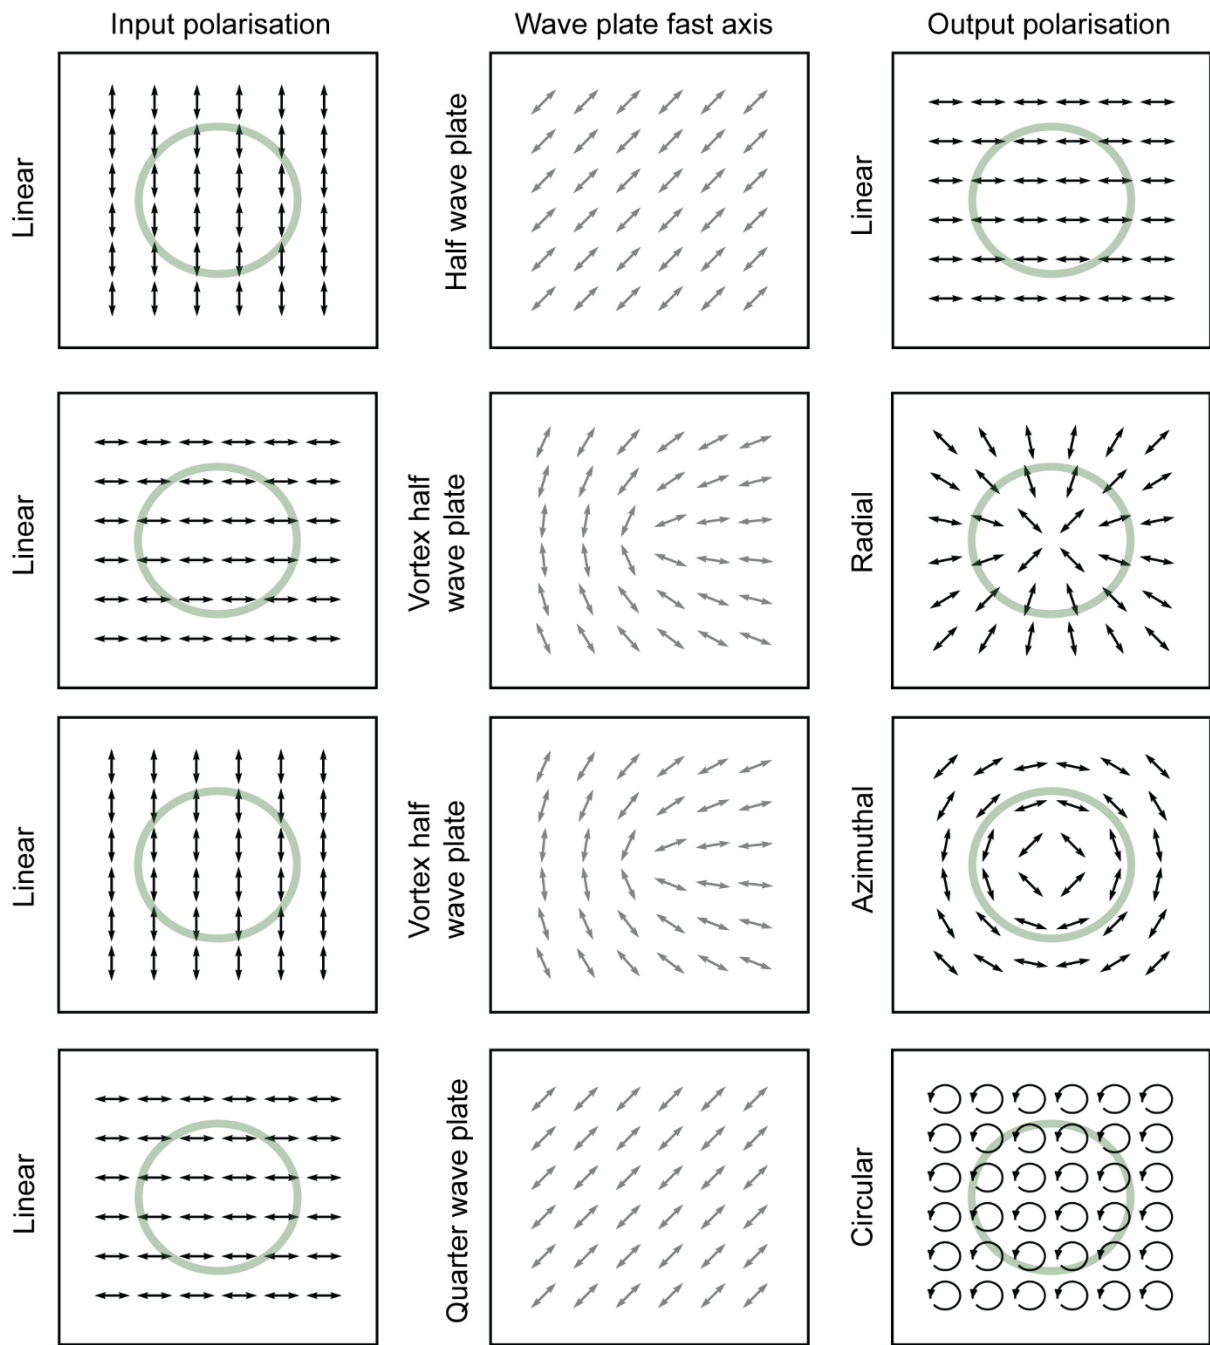 Input polarisation
Wave plate fast axis
Output polarisation
Linear
Half wave plate
Linear
Linear
Vortex half
wave plate
Radial
Linear
Vortex half
wave plate
Azimuthal
Linear
Quarter wave plate
Circular